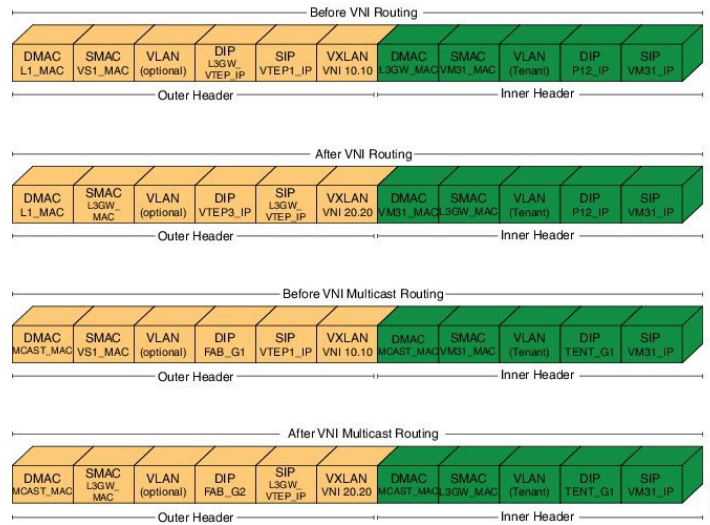 Before VNI Routing
DMAC SMAC VLAN DIP SIP VXLAN DMAC SMAC VLAN DIP SIP
L1_MAC VS1_MAC (optional) L3GW_ VTEP_IP VTEP1_IP VNI 10.10 L3GW_MAC VM31_MAC (Tenant) P12_IP VM31_IP
Outer Header Inner Header
After VNI Routing
DMAC SMAC VLAN DIP SIP VXLAN DMAC SMAC VLAN DIP SIP
L1_MAC L3GW_ MAC (optional) VTEP3_IP L3GW_ VTEP_IP VNI 20.20 VM31_MAC L3GW_MAC (Tenant) P12_IP VM31_IP
Outer Header Inner Header
Before VNI Multicast Routing
DMAC SMAC VLAN DIP SIP VXLAN DMAC SMAC VLAN DIP SIP
MCAST_MAC VS1_MAC (optional) FAB_G1 VTEP1_IP VNI 10.10 MCAST_MAC VM31_MAC (Tenant) TENT_G1 VM31_IP
Outer Header Inner Header
After VNI Multicast Routing
DMAC SMAC VLAN DIP SIP VXLAN DMAC SMAC VLAN DIP SIP
MCAST_MAC L3GW_ MAC (optional) FAB_G2 L3GW_ VTEP_IP VNI 20.20 MCAST_MAC L3GW_MAC (Tenant) TENT_G1 VM31_IP
Outer Header Inner Header